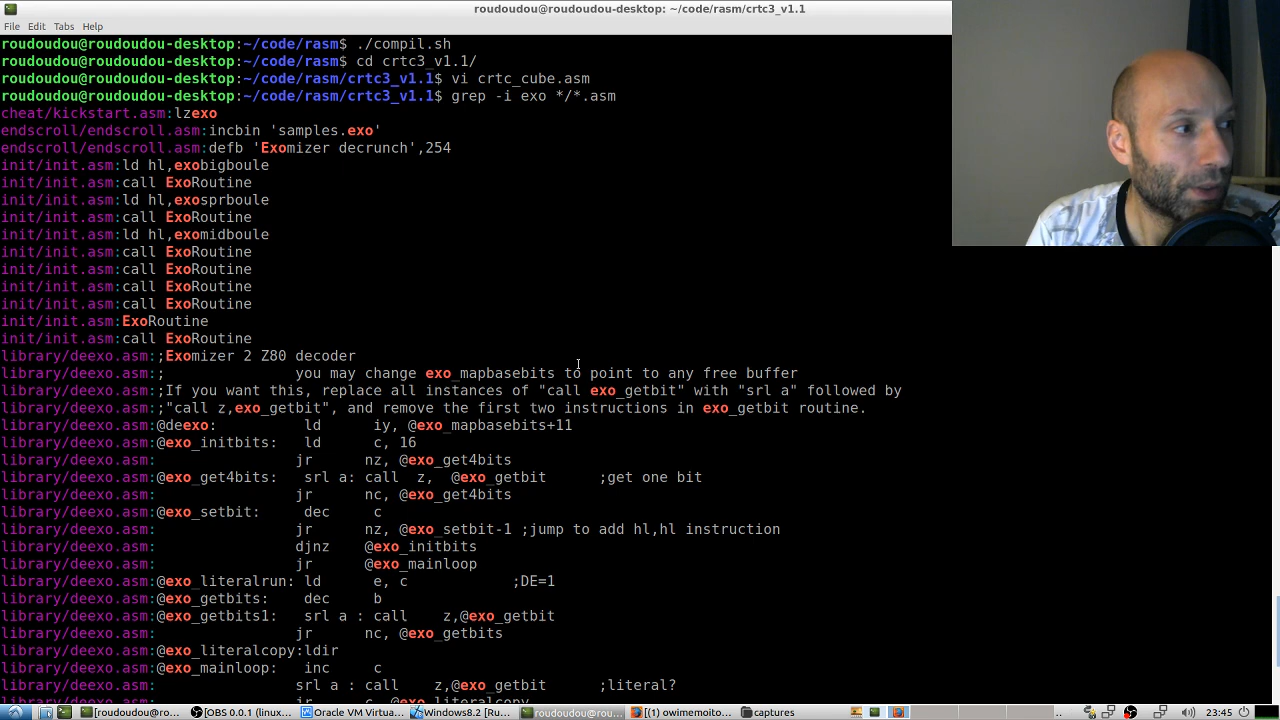 roudoudou@roudoudou-desktop: ~/code/rasm/crtc3_v1.1
File Edit Tabs Help
roudoudou@roudoudou-desktop:~/code/rasm$ ./compil.sh
roudoudou@roudoudou-desktop:~/code/rasm$ cd crtc3_v1.1/
roudoudou@roudoudou-desktop:~/code/rasm/crtc3_v1.1$ vi crtc_cube.asm
roudoudou@roudoudou-desktop:~/code/rasm/crtc3_v1.1$ grep -i exo */*.asm
cheat/kickstart.asm:lzexo
endscroll/endscroll.asm:incbin 'samples.exo'
endscroll/endscroll.asm:defb 'Exomizer decrunch',254
init/init.asm:ld hl,exobigboule
init/init.asm:call ExoRoutine
init/init.asm:ld hl,exosprboule
init/init.asm:call ExoRoutine
init/init.asm:ld hl,exomidboule
init/init.asm:call ExoRoutine
init/init.asm:call ExoRoutine
init/init.asm:call ExoRoutine
init/init.asm:call ExoRoutine
init/init.asm:ExoRoutine
init/init.asm:call ExoRoutine
library/deexo.asm:;Exomizer 2 Z80 decoder
library/deexo.asm:; you may change exo_mapbasebits to point to any free buffer
library/deexo.asm:;If you want this, replace all instances of "call exo_getbit" with "srl a" followed by
library/deexo.asm:;"call z,exo_getbit", and remove the first two instructions in exo_getbit routine.
library/deexo.asm:@deexo: ld iy, @exo_mapbasebits+11
library/deexo.asm:@exo_initbits: ld c, 16
library/deexo.asm: jr nz, @exo_get4bits
library/deexo.asm:@exo_get4bits: srl a: call z, @exo_getbit ;get one bit
library/deexo.asm: jr nc, @exo_get4bits
library/deexo.asm:@exo_setbit: dec c
library/deexo.asm: jr nz, @exo_setbit-1 ;jump to add hl,hl instruction
library/deexo.asm: djnz @exo_initbits
library/deexo.asm: jr @exo_mainloop
library/deexo.asm:@exo_literalrun: ld e, c ;DE=1
library/deexo.asm:@exo_getbits: dec b
library/deexo.asm:@exo_getbits1: srl a : call z,@exo_getbit
library/deexo.asm: jr nc, @exo_getbits
library/deexo.asm:@exo_literalcopy:ldir
library/deexo.asm:@exo_mainloop: inc c
library/deexo.asm: srl a : call z,@exo_getbit ;literal?
library/deexo.asm: jr c, @exo_literalcopy
[roudoudou@ro... [OBS 0.0.1 (linux... Oracle VM Virtua... Windows8.2 [Ru... roudoudou@rou... [(1) owimemoito... captures 23:45